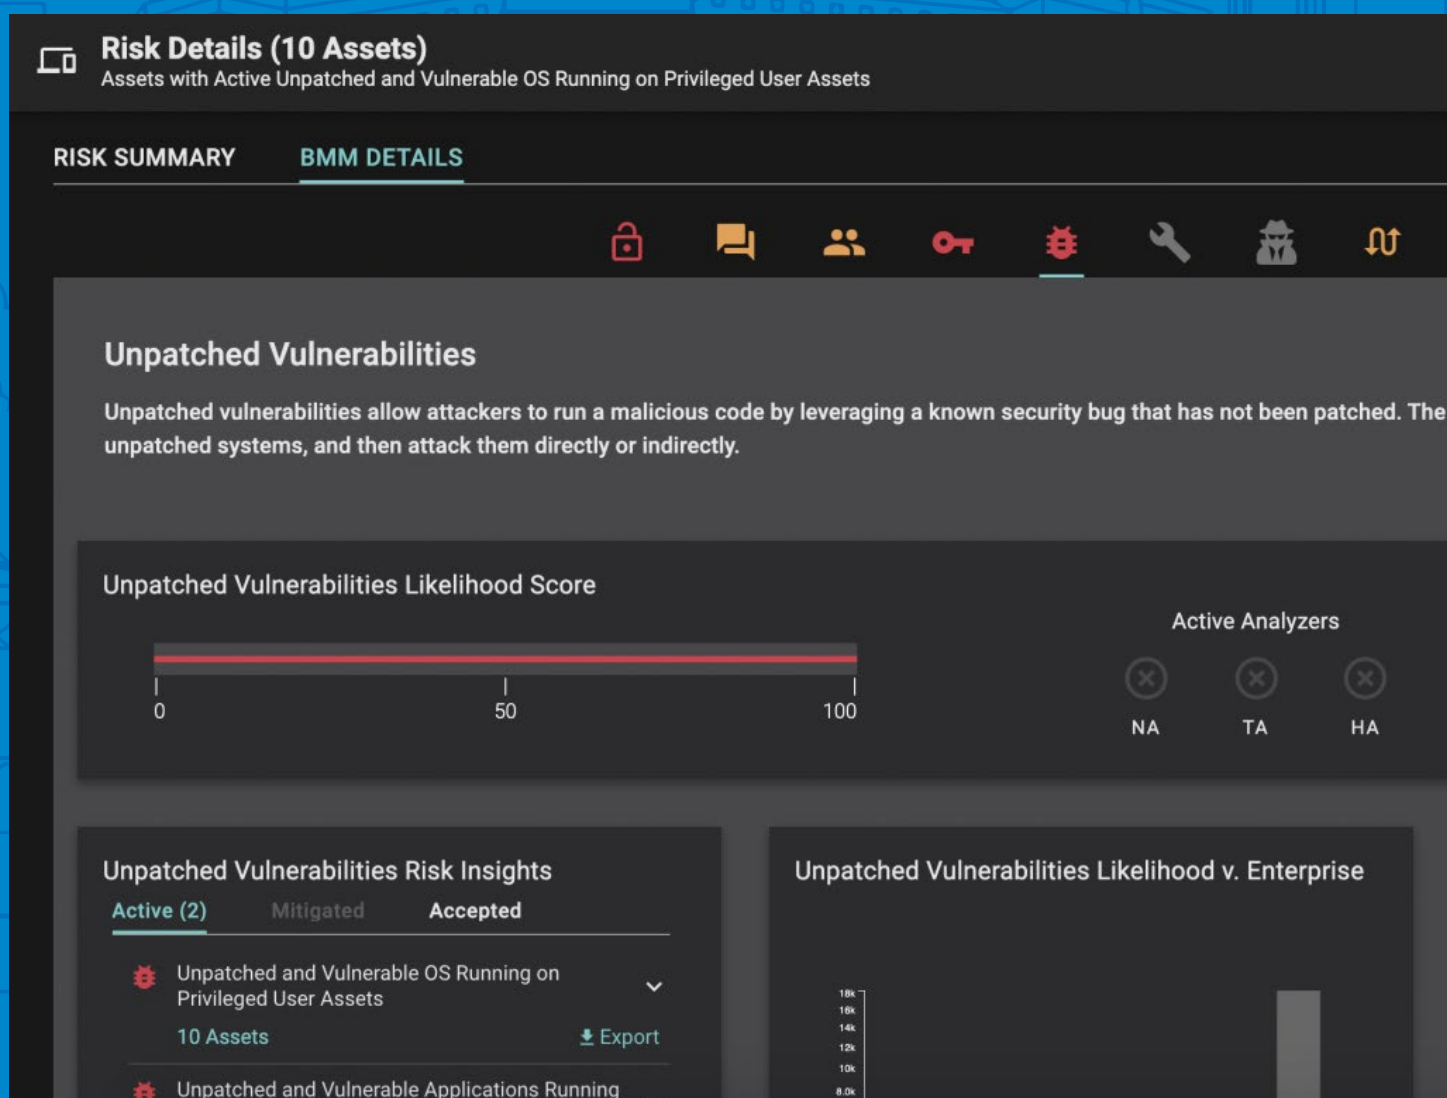 Risk Details (10 Assets)
Assets with Active Unpatched and Vulnerable OS Running on Privileged User Assets
RISK SUMMARY
BMM DETAILS
Unpatched Vulnerabilities
Unpatched vulnerabilities allow attackers to run a malicious code by leveraging a known security bug that has not been patched. The
unpatched systems, and then attack them directly or indirectly.
Unpatched Vulnerabilities Likelihood Score
0
50
100
Active Analyzers
NA
TA
HA
Unpatched Vulnerabilities Risk Insights
Active (2)
Mitigated
Accepted
Unpatched and Vulnerable OS Running on
Privileged User Assets
10 Assets
Export
Unpatched and Vulnerable Applications Running
Unpatched Vulnerabilities Likelihood v. Enterprise
18k
16k
14k
12k
10k
8.0k